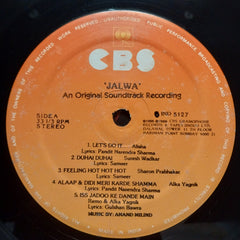 CBS
'JALWA'
An Original Soundtrack Recording
SIDE A
33 1/3 RPM
STEREO
IND 5127
1. LET'S DO IT Alisha
Lyrics: Pandit Narendra Sharma
2. DUHAI DUHAI Suresh Wadkar
Lyrics: Sameer
3. FEELING HOT HOT HOT Sharon Prabhakar
Lyrics: Sameer
4. ALAAP & DIDI MERI KARDE SHAMMA Alka Yagnik
Lyrics: Pandit Narendra Sharma
5. ISS JADOO KE DANDE MAIN
Remo & Alka Yagnik
Lyrics: Gulshan Bawra
MUSIC BY: ANAND MILIND